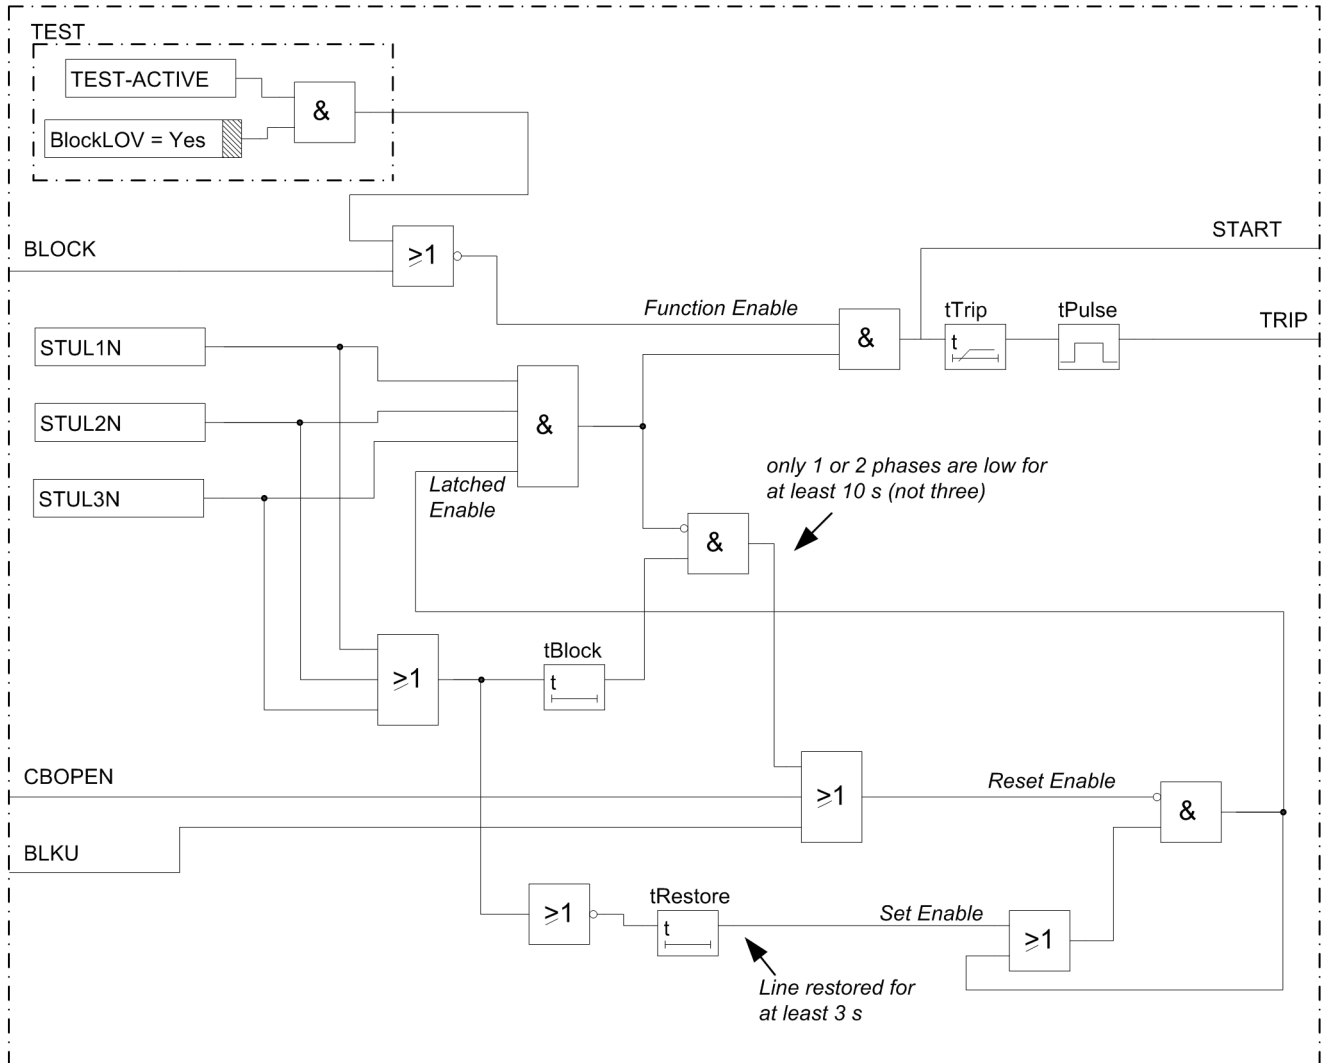 TEST
TEST-ACTIVE
&
BlockLOV = Yes
START
BLOCK
≥1
Function Enable
tTrip
tPulse
TRIP
STUL1N
&
t
STUL2N
&
only 1 or 2 phases are low for
at least 10 s (not three)
STUL3N
Latched
Enable
&
tBlock
≥1
t
CBOPEN
Reset Enable
≥1
&
BLKU
tRestore
≥1
Set Enable
t
≥1
Line restored for
at least 3 s